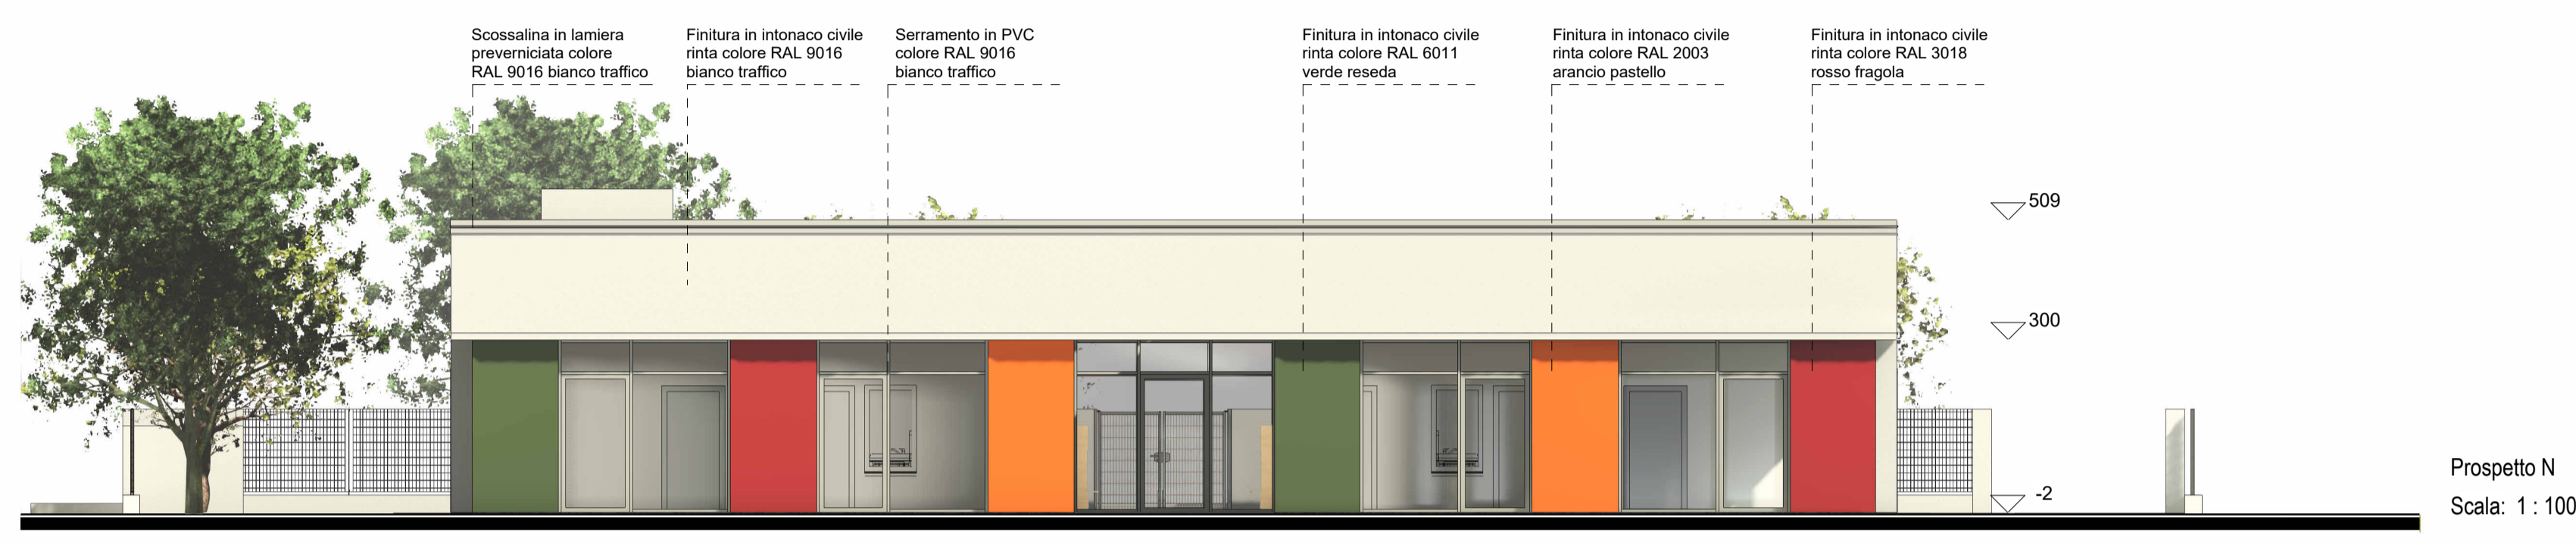 Scossalina in lamiera
preverniciata colore
RAL 9016 bianco traffico
Finitura in intonaco civile
rinta colore RAL 9016
bianco traffico
Serramento in PVC
colore RAL 9016
bianco traffico
Finitura in intonaco civile
rinta colore RAL 6011
verde reseda
Finitura in intonaco civile
rinta colore RAL 2003
arancio pastello
Finitura in intonaco civile
rinta colore RAL 3018
rosso fragola
509
300
-2
Prospetto N
Scala: 1 : 100